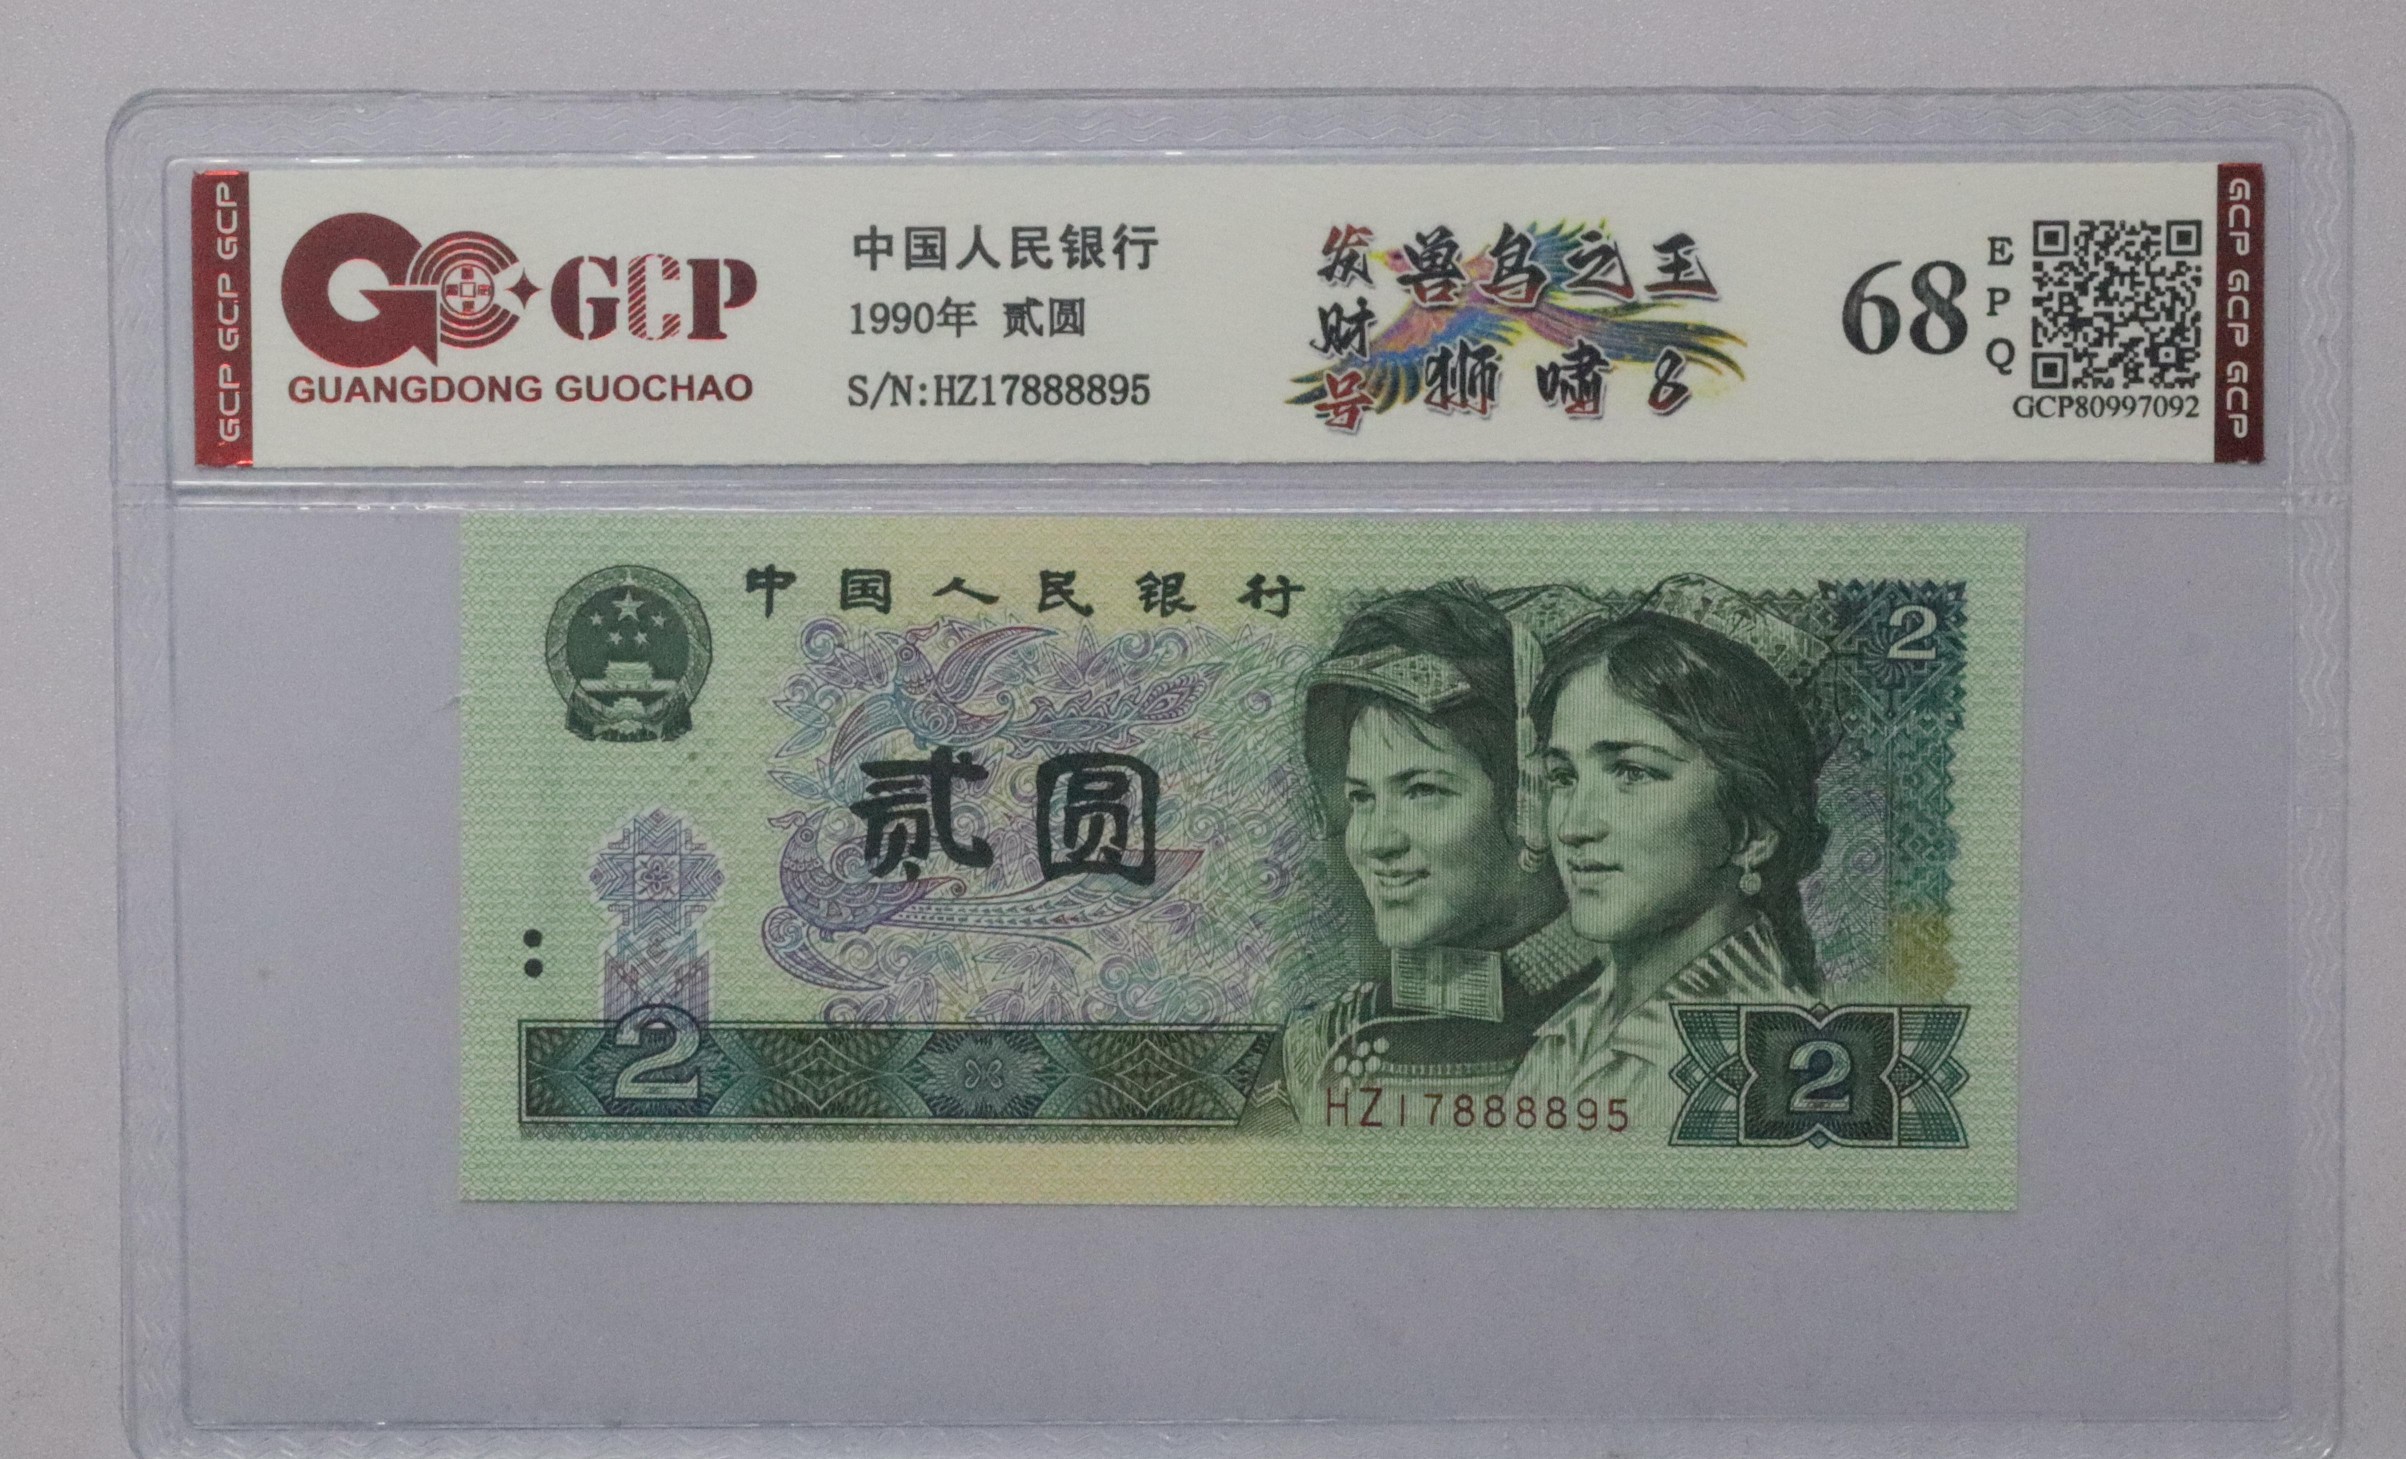 GCP GCP GCP
GCP
GUANGDONG GUOCHAO
中国人民银行
1990年 贰圆
S/N:HZ17888895
发财号
兽鸟之王
狮啸8
68
EPQ
GCP80997092
GCP GCP GCP
中国人民银行
2
贰圆
2
HZ17888895
2